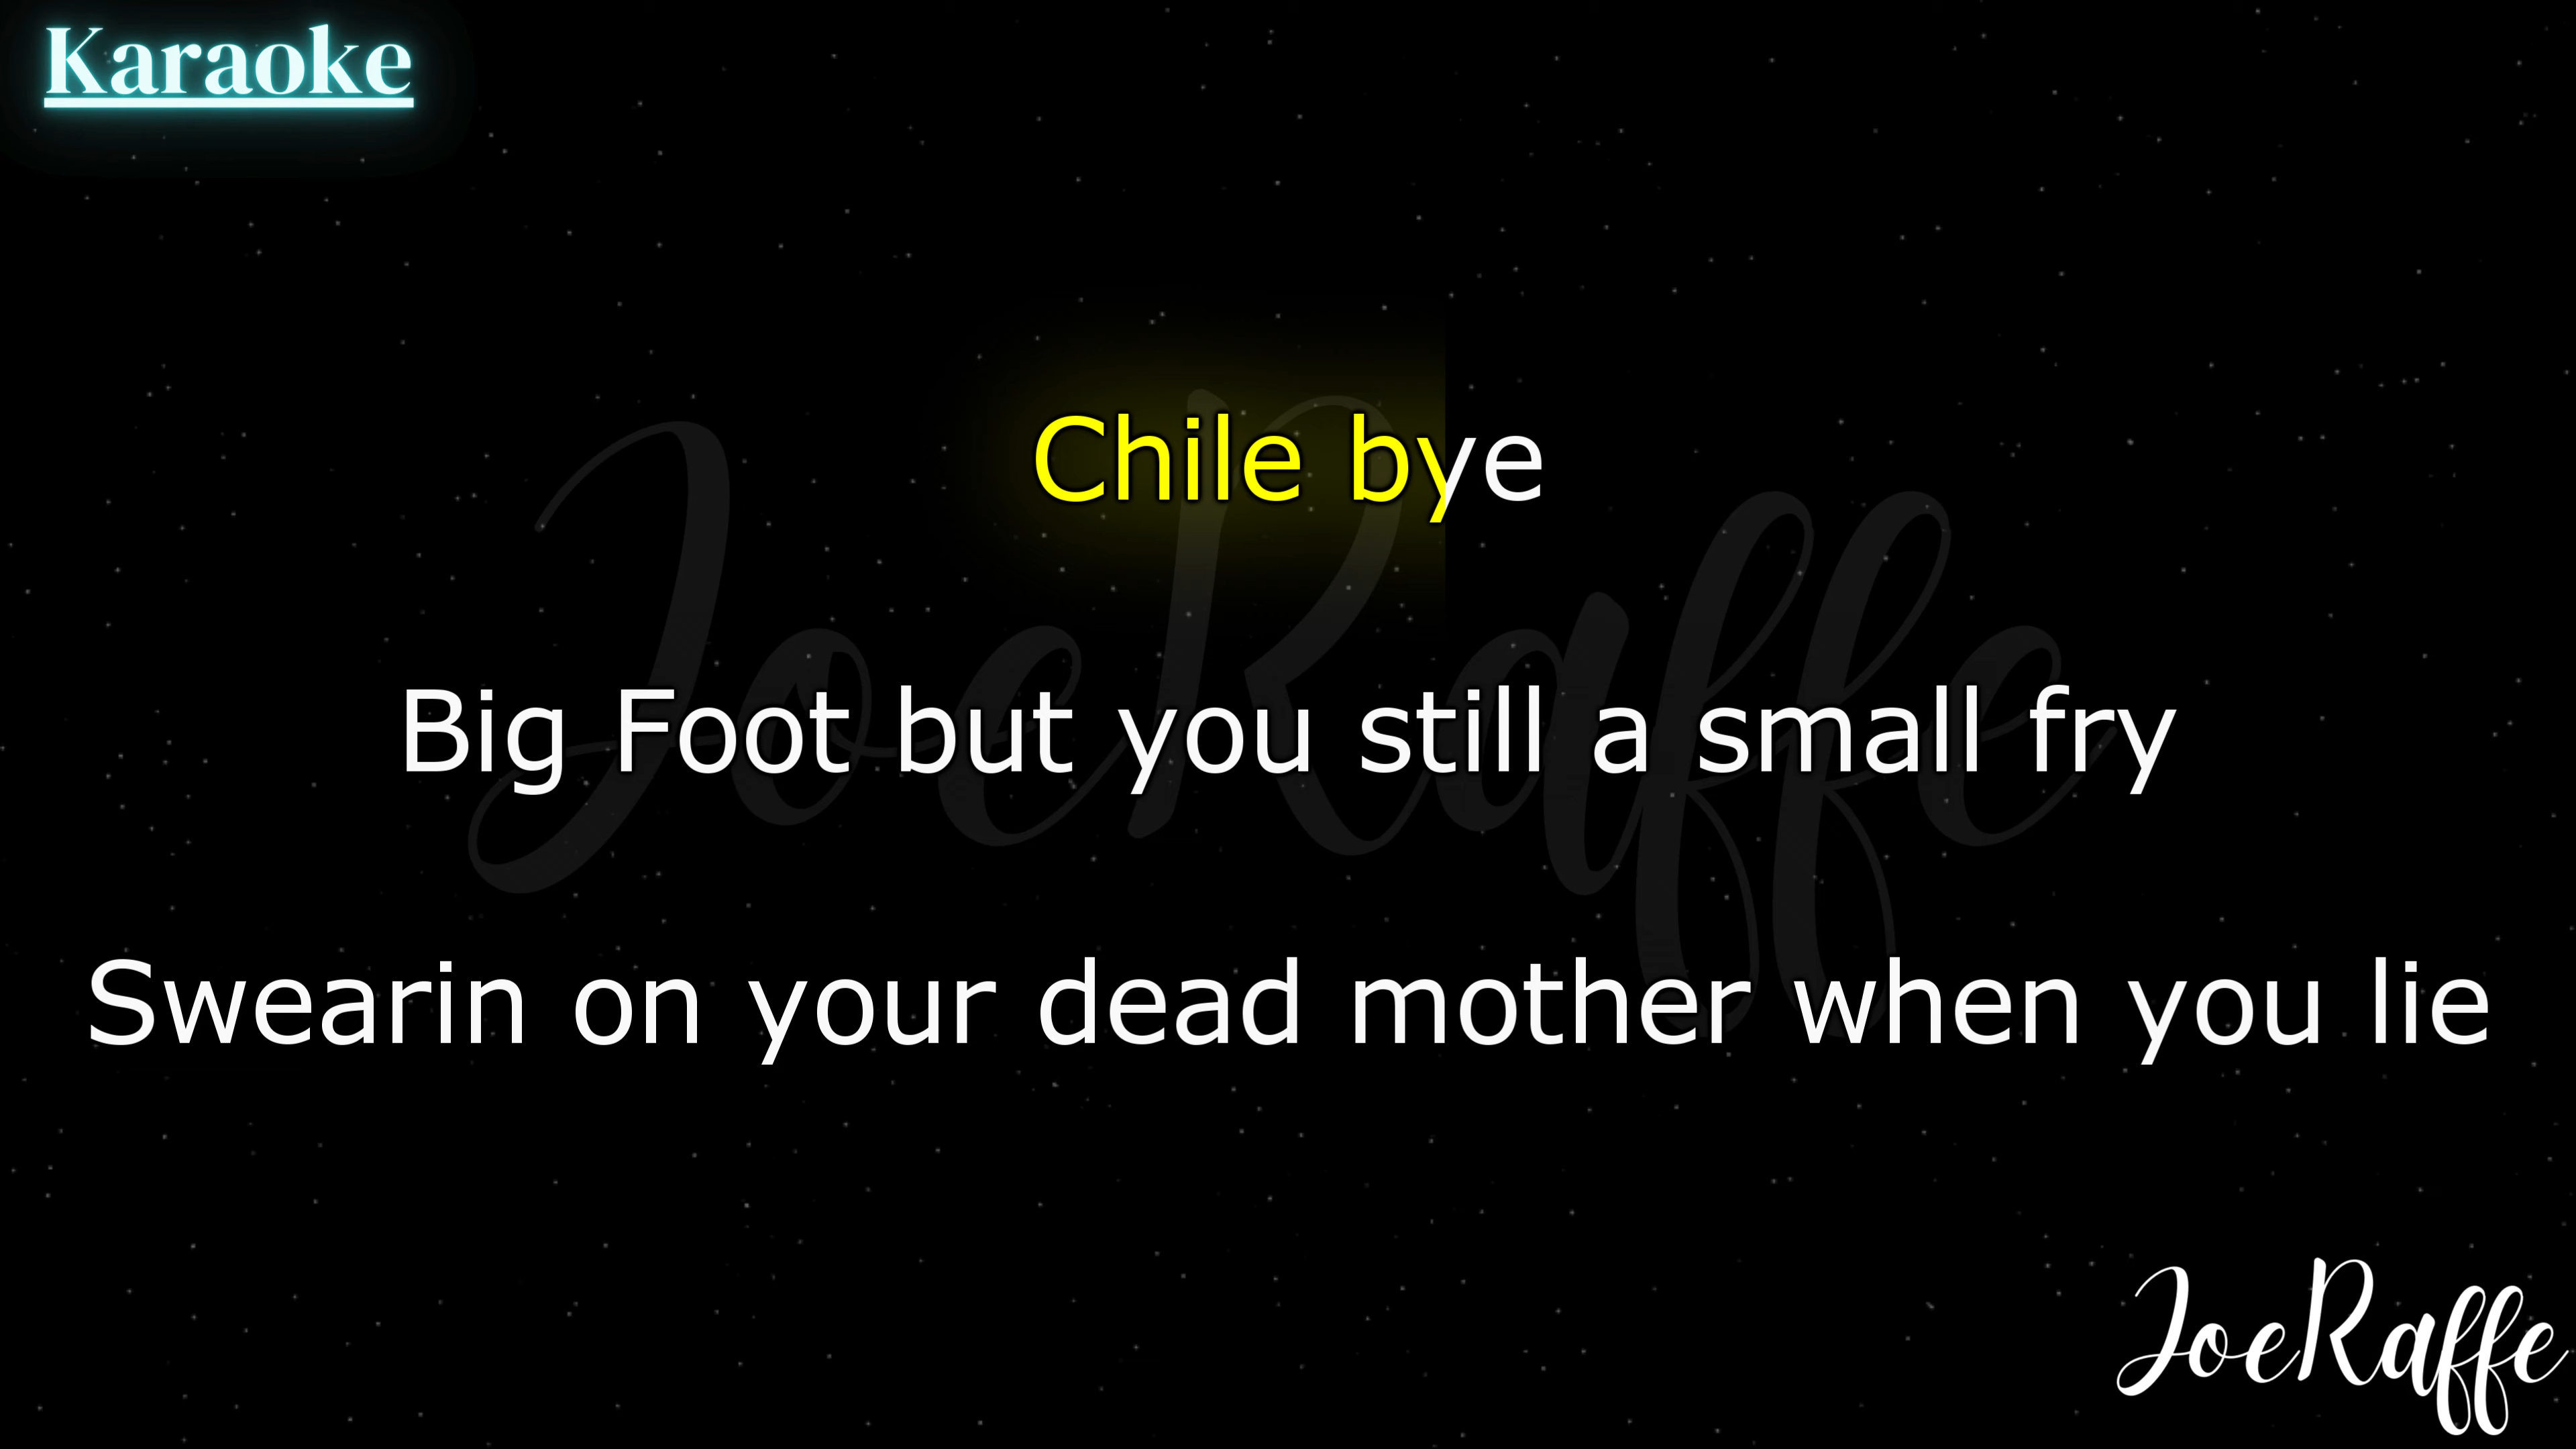 Karaoke
Chile bye
Big Foot but you still a small fry
Swearin on your dead mother when you lie
JoeRaffe
JoeRaffe